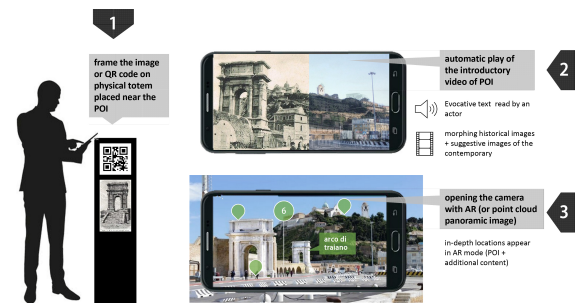 1
frame the image
or QR code on
physical totem
placed near the
POI
automatic play of
the introductory
video of POI
2
Evocative text read by an
actor
morphing historical images
+ suggestive images of the
contemporary
opening the camera
with AR (or point cloud
panoramic image)
3
6
arco di
traiano
in-depth locations appear
in AR mode (POI +
additional content)